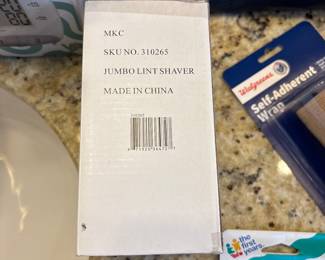 MKC
SKU NO. 310265
JUMBO LINT SHAVER
MADE IN CHINA
Walgreens
Self-Adherent
Wrap
the first
years